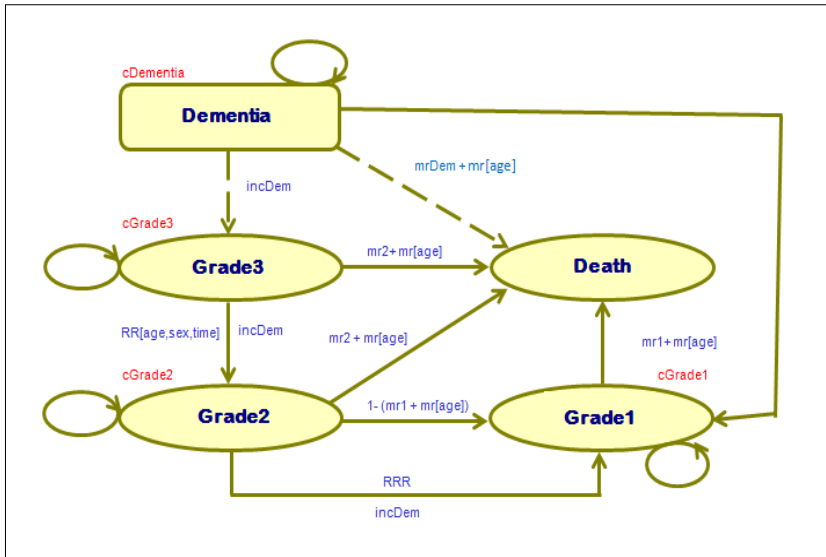 cDementia
Dementia
mrDem + mr[age]
incDem
cGrade3
Grade3
mr2+ mr[age]
Death
RR[age,sex,time]
incDem
mr2 + mr[age]
mr1+ mr[age]
cGrade2
cGrade1
Grade2
1- (mr1 + mr[age])
Grade1
RRR
incDem